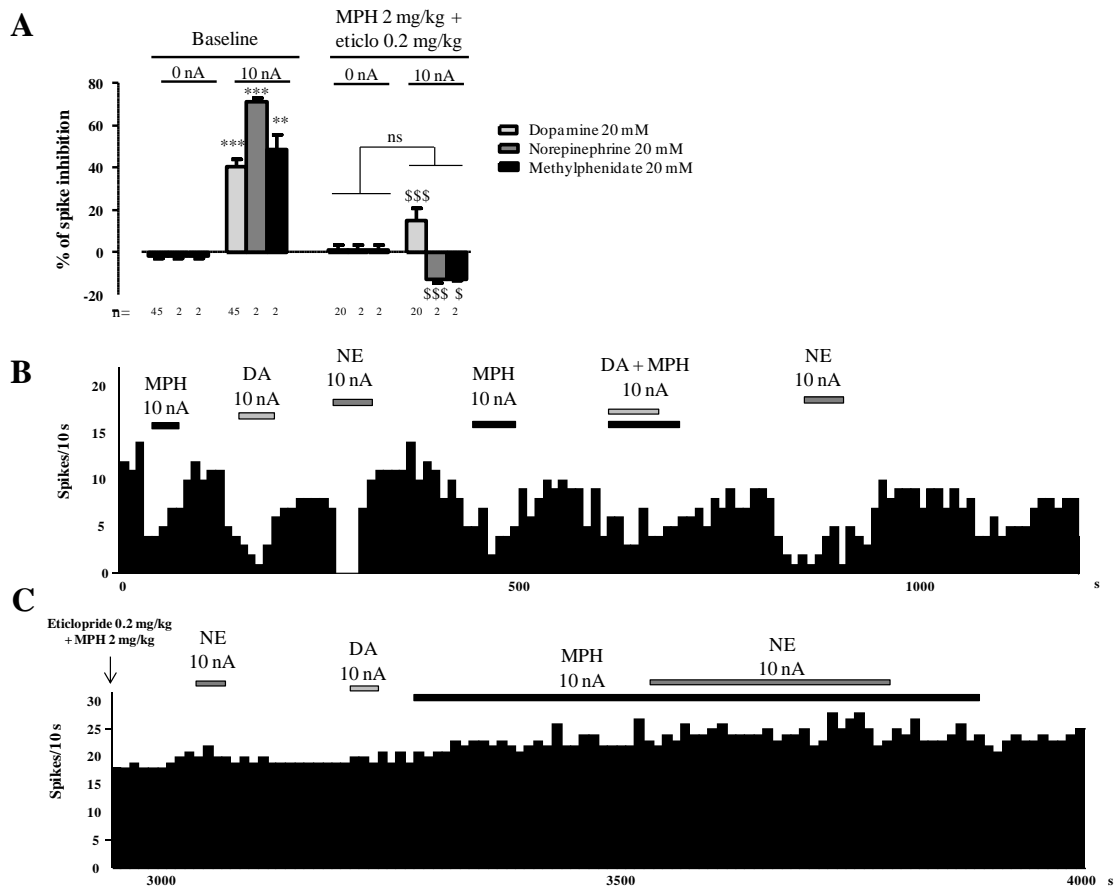 A
Baseline
MPH 2 mg/kg +
eticlo 0.2 mg/kg
0 nA
10 nA
0 nA
10 nA
% of spike inhibition
80
60
40
20
0
-20
***
***
**
ns
$$$
$$$
$
Dopamine 20 mM
Norepinephrine 20 mM
Methylphenidate 20 mM
n=
45 2 2 45 2 2 20 2 2 20 2 2
B
MPH
10 nA
DA
10 nA
NE
10 nA
MPH
10 nA
DA + MPH
10 nA
NE
10 nA
Spikes/10 s
20
15
10
5
0
0 500 1000 s
C
Eticlopride 0.2 mg/kg
+ MPH 2 mg/kg
NE
10 nA
DA
10 nA
MPH
10 nA
NE
10 nA
Spikes/10 s
30
25
20
15
10
5
0
3000 3500 4000 s